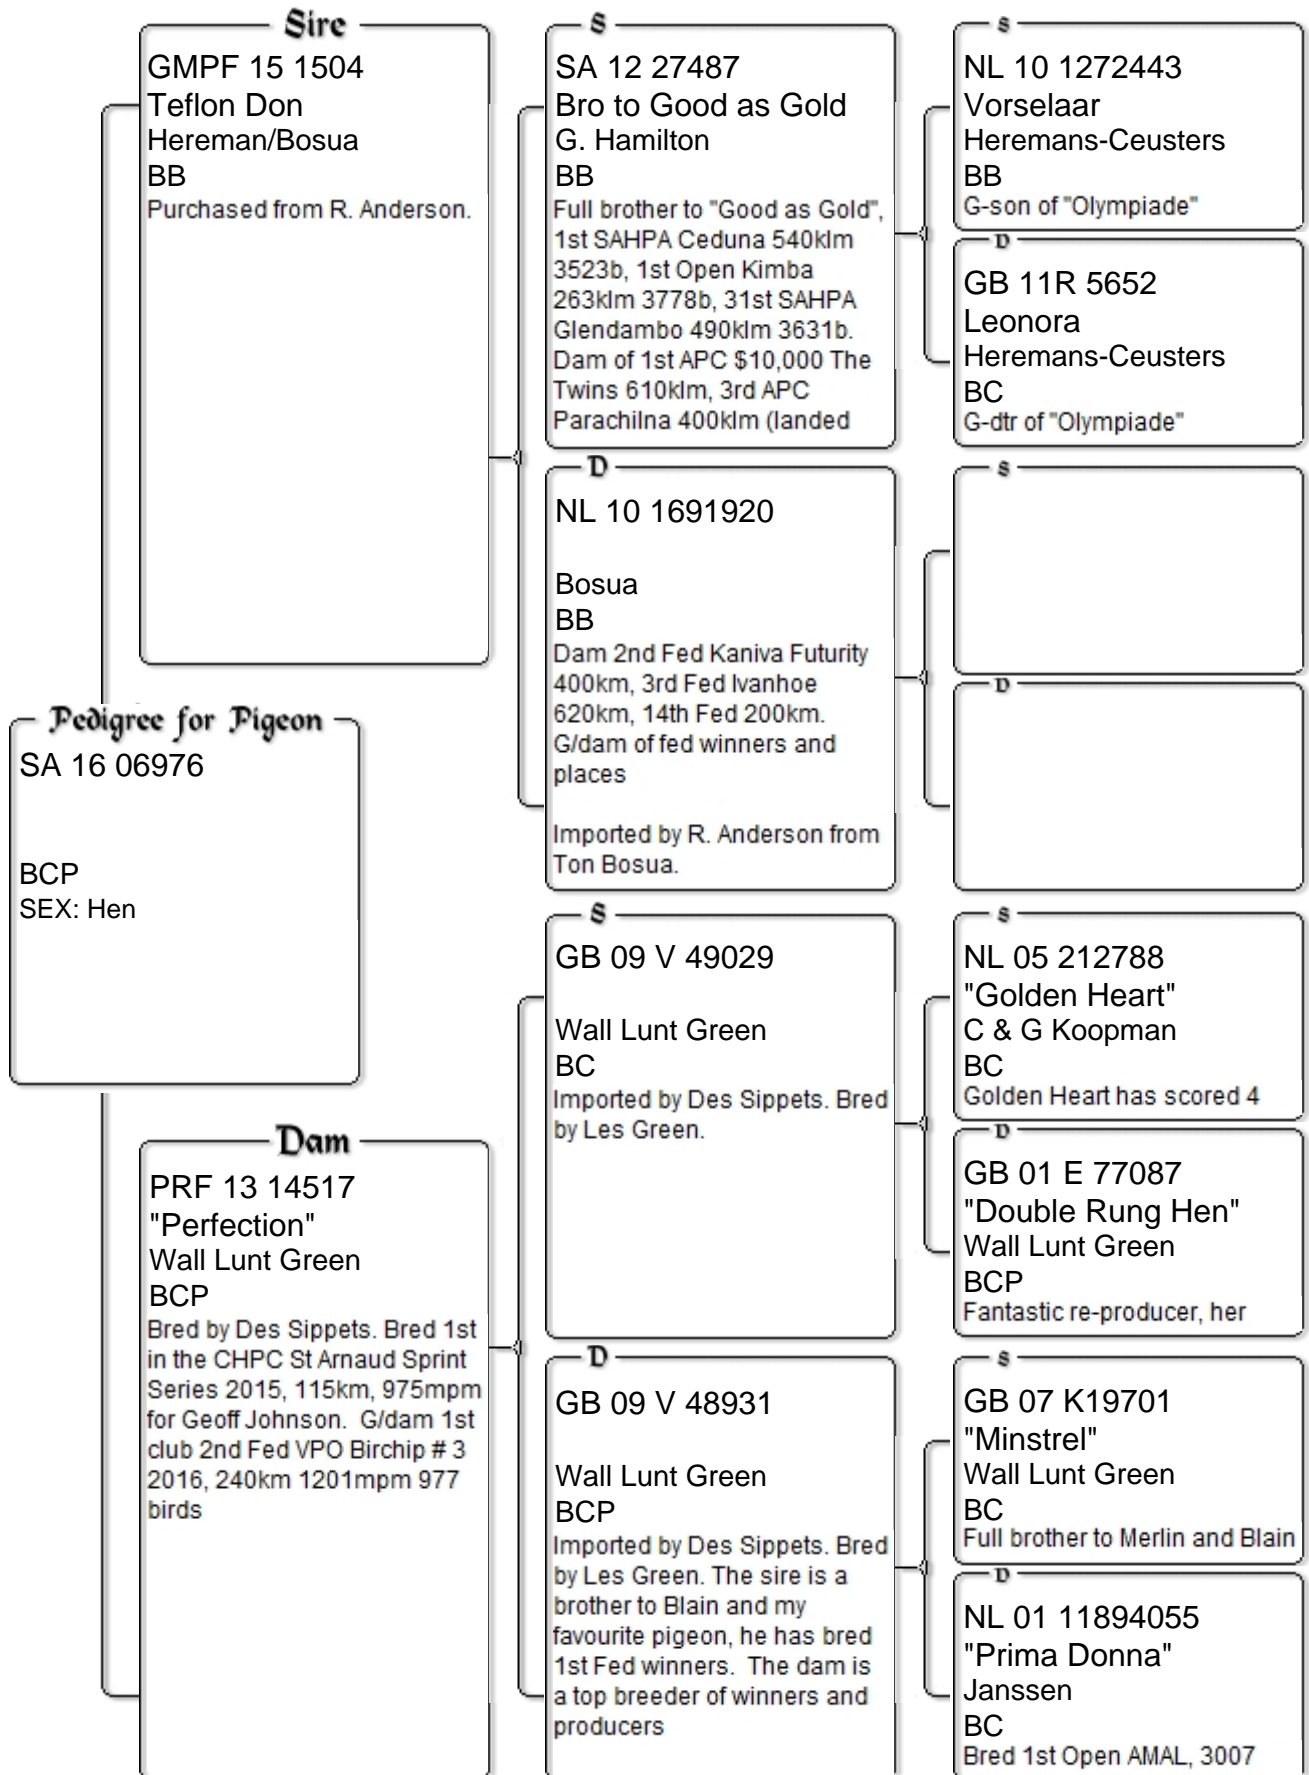 Sire
GMPF 15 1504
Teflon Don
Hereman/Bosua
BB
Purchased from R. Anderson.
S
SA 12 27487
Bro to Good as Gold
G. Hamilton
BB
Full brother to "Good as Gold",
1st SAHPA Ceduna 540klm
3523b, 1st Open Kimba
263klm 3778b, 31st SAHPA
Glendambo 490klm 3631b.
Dam of 1st APC $10,000 The
Twins 610klm, 3rd APC
Parachilna 400klm (landed
S
NL 10 1272443
Vorselaar
Heremans-Ceusters
BB
G-son of "Olympiade"
D
GB 11R 5652
Leonora
Heremans-Ceusters
BC
G-dtr of "Olympiade"
D
NL 10 1691920
Bosua
BB
Dam 2nd Fed Kaniva Futurity
400km, 3rd Fed Ivanhoe
620km, 14th Fed 200km.
G/dam of fed winners and
places
Imported by R. Anderson from
Ton Bosua.
S
D
Pedigree for Pigeon
SA 16 06976
BCP
SEX: Hen
Dam
PRF 13 14517
"Perfection"
Wall Lunt Green
BCP
Bred by Des Sippets. Bred 1st
in the CHPC St Arnaud Sprint
Series 2015, 115km, 975mpm
for Geoff Johnson.  G/dam 1st
club 2nd Fed VPO Birchip # 3
2016, 240km 1201mpm 977
birds
S
GB 09 V 49029
Wall Lunt Green
BC
Imported by Des Sippets. Bred
by Les Green.
S
NL 05 212788
"Golden Heart"
C & G Koopman
BC
Golden Heart has scored 4
D
GB 01 E 77087
"Double Rung Hen"
Wall Lunt Green
BCP
Fantastic re-producer, her
D
GB 09 V 48931
Wall Lunt Green
BCP
Imported by Des Sippets. Bred
by Les Green. The sire is a
brother to Blain and my
favourite pigeon, he has bred
1st Fed winners.  The dam is
a top breeder of winners and
producers
S
GB 07 K19701
"Minstrel"
Wall Lunt Green
BC
Full brother to Merlin and Blain
D
NL 01 11894055
"Prima Donna"
Janssen
BC
Bred 1st Open AMAL, 3007